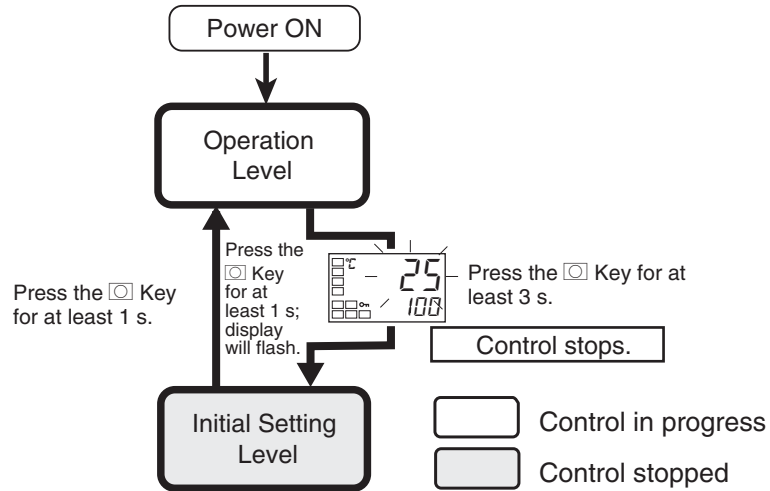 Power ON
Operation
Level
Press the
Key
for at
least 1 s;
display
will flash.
°C
25
100
Press the Key for at
least 3 s.
Press the Key
for at least 1 s.
Control stops.
Initial Setting
Level
Control in progress
Control stopped